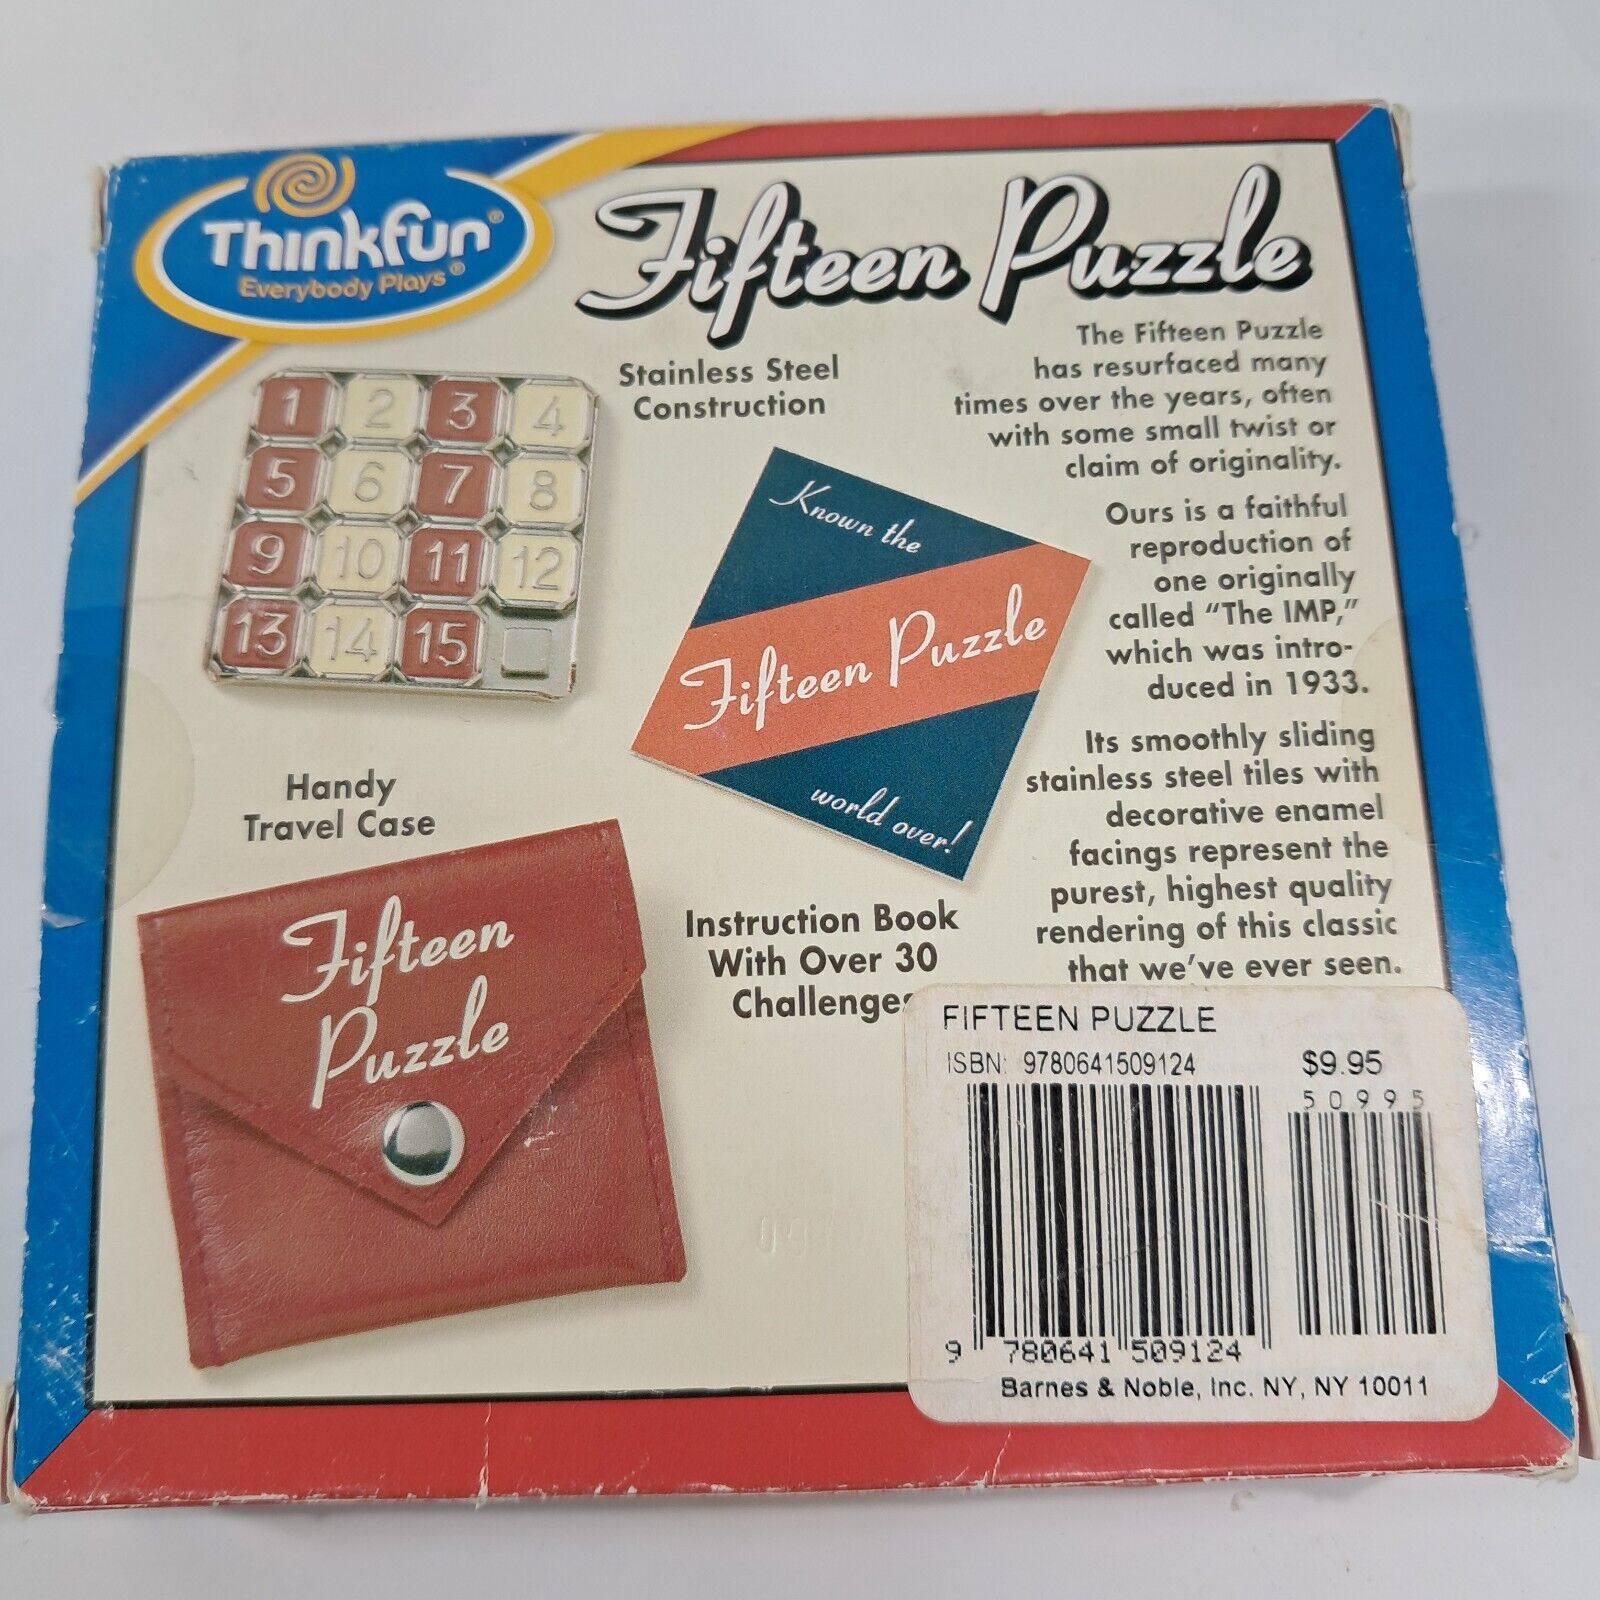 Thinkfun®
Everybody Plays®
Fifteen Puzzle
Stainless Steel
Construction
1 2 3 4
5 6 7 8
9 10 11 12
13 14 15
Known the
Fifteen Puzzle
world over!
The Fifteen Puzzle
has resurfaced many
times over the years, often
with some small twist or
claim of originality.
Ours is a faithful
reproduction of
one originally
called “The IMP,”
which was intro-
duced in 1933.
Its smoothly sliding
stainless steel tiles with
decorative enamel
facings represent the
purest, highest quality
rendering of this classic
that we’ve ever seen.
Handy
Travel Case
Fifteen
Puzzle
Instruction Book
With Over 30
Challenges
FIFTEEN PUZZLE
ISBN: 9780641509124 $9.95
50995
9 780641 509124
Barnes & Noble, Inc. NY, NY 10011